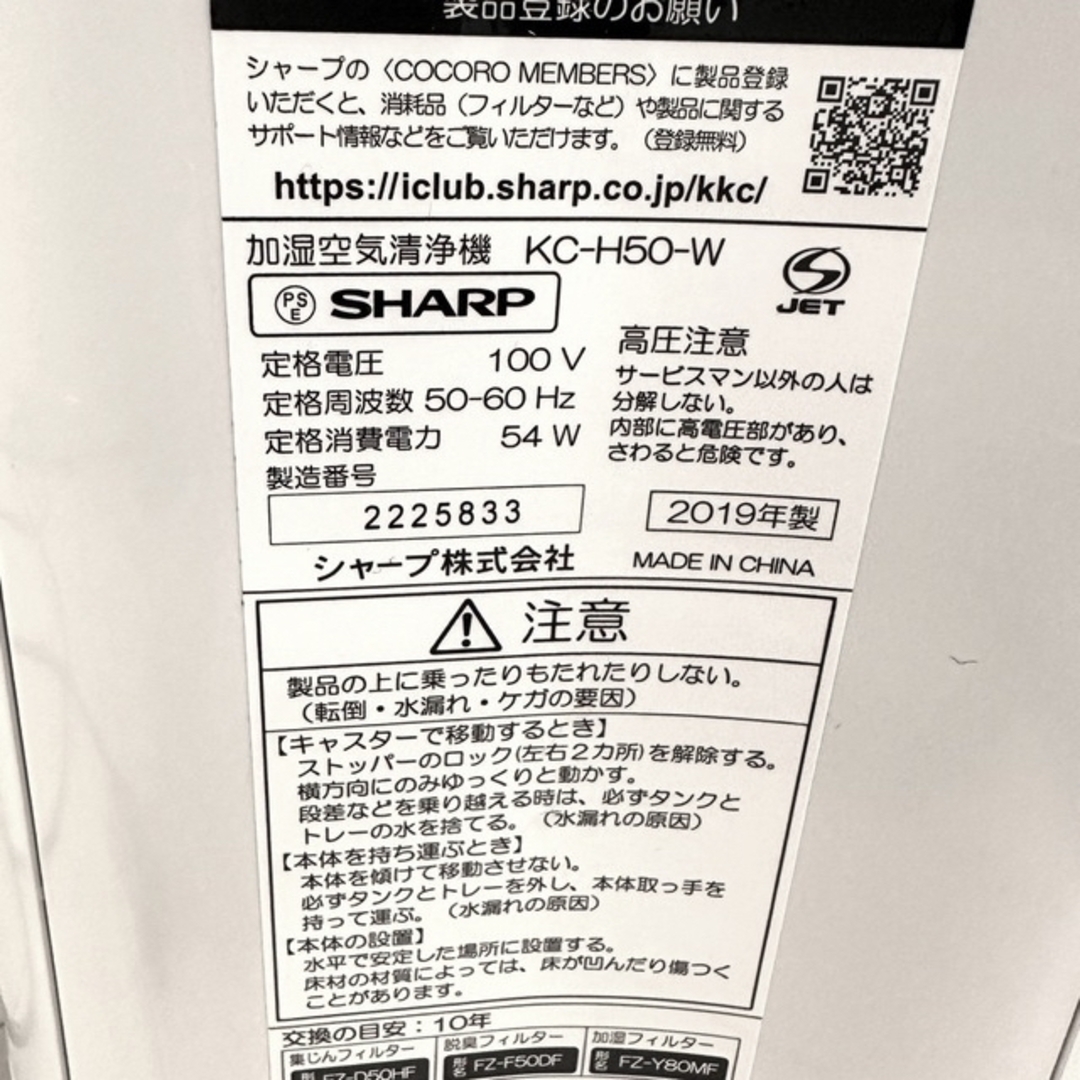 製品登録のお願い
シャープの〈COCORO MEMBERS〉に製品登録
いただくと、消耗品（フィルターなど）や製品に関する
サポート情報などをご覧いただけます。（登録無料）
https://iclub.sharp.co.jp/kkc/
加湿空気清浄機 KC-H50-W
PSE SHARP
JET
定格電圧 100 V
定格周波数 50-60 Hz
定格消費電力 54 W
製造番号
2225833
シャープ株式会社
高圧注意
サービスマン以外の人は
分解しない。
内部に高電圧部があり、
さわると危険です。
2019年製
MADE IN CHINA
注意
製品の上に乗ったりもたれたりしない。
（転倒・水漏れ・ケガの要因）
【キャスターで移動するとき】
ストッパーのロック(左右2カ所)を解除する。
横方向にのみゆっくりと動かす。
段差などを乗り越える時は、必ずタンクと
トレーの水を捨てる。（水漏れの原因）
【本体を持ち運ぶとき】
本体を傾けて移動させない。
必ずタンクとトレーを外し、本体取っ手を
持って運ぶ。（水漏れの原因）
【本体の設置】
水平で安定した場所に設置する。
床材の材質によっては、床が凹んだり傷つく
ことがあります。
交換の目安：10年
集じんフィルター 脱臭フィルター 加湿フィルター
形名 FZ-D50HF 形名 FZ-F50DF 形名 FZ-Y80MF